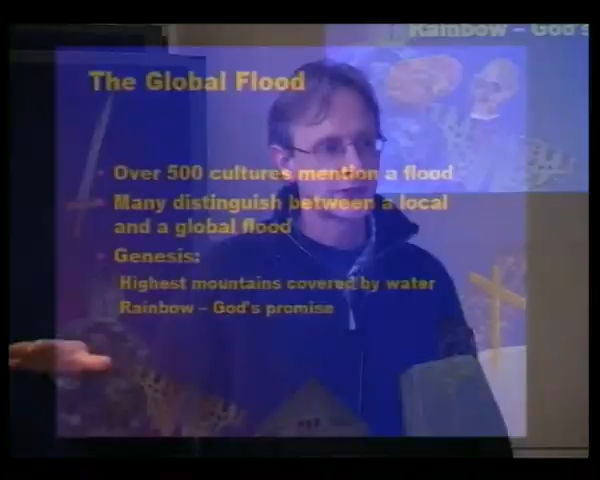 Rainbow – God's
The Global Flood
Over 500 cultures mention a flood
Many distinguish between a local
and a global flood
Genesis:
Highest mountains covered by water
Rainbow – God's promise